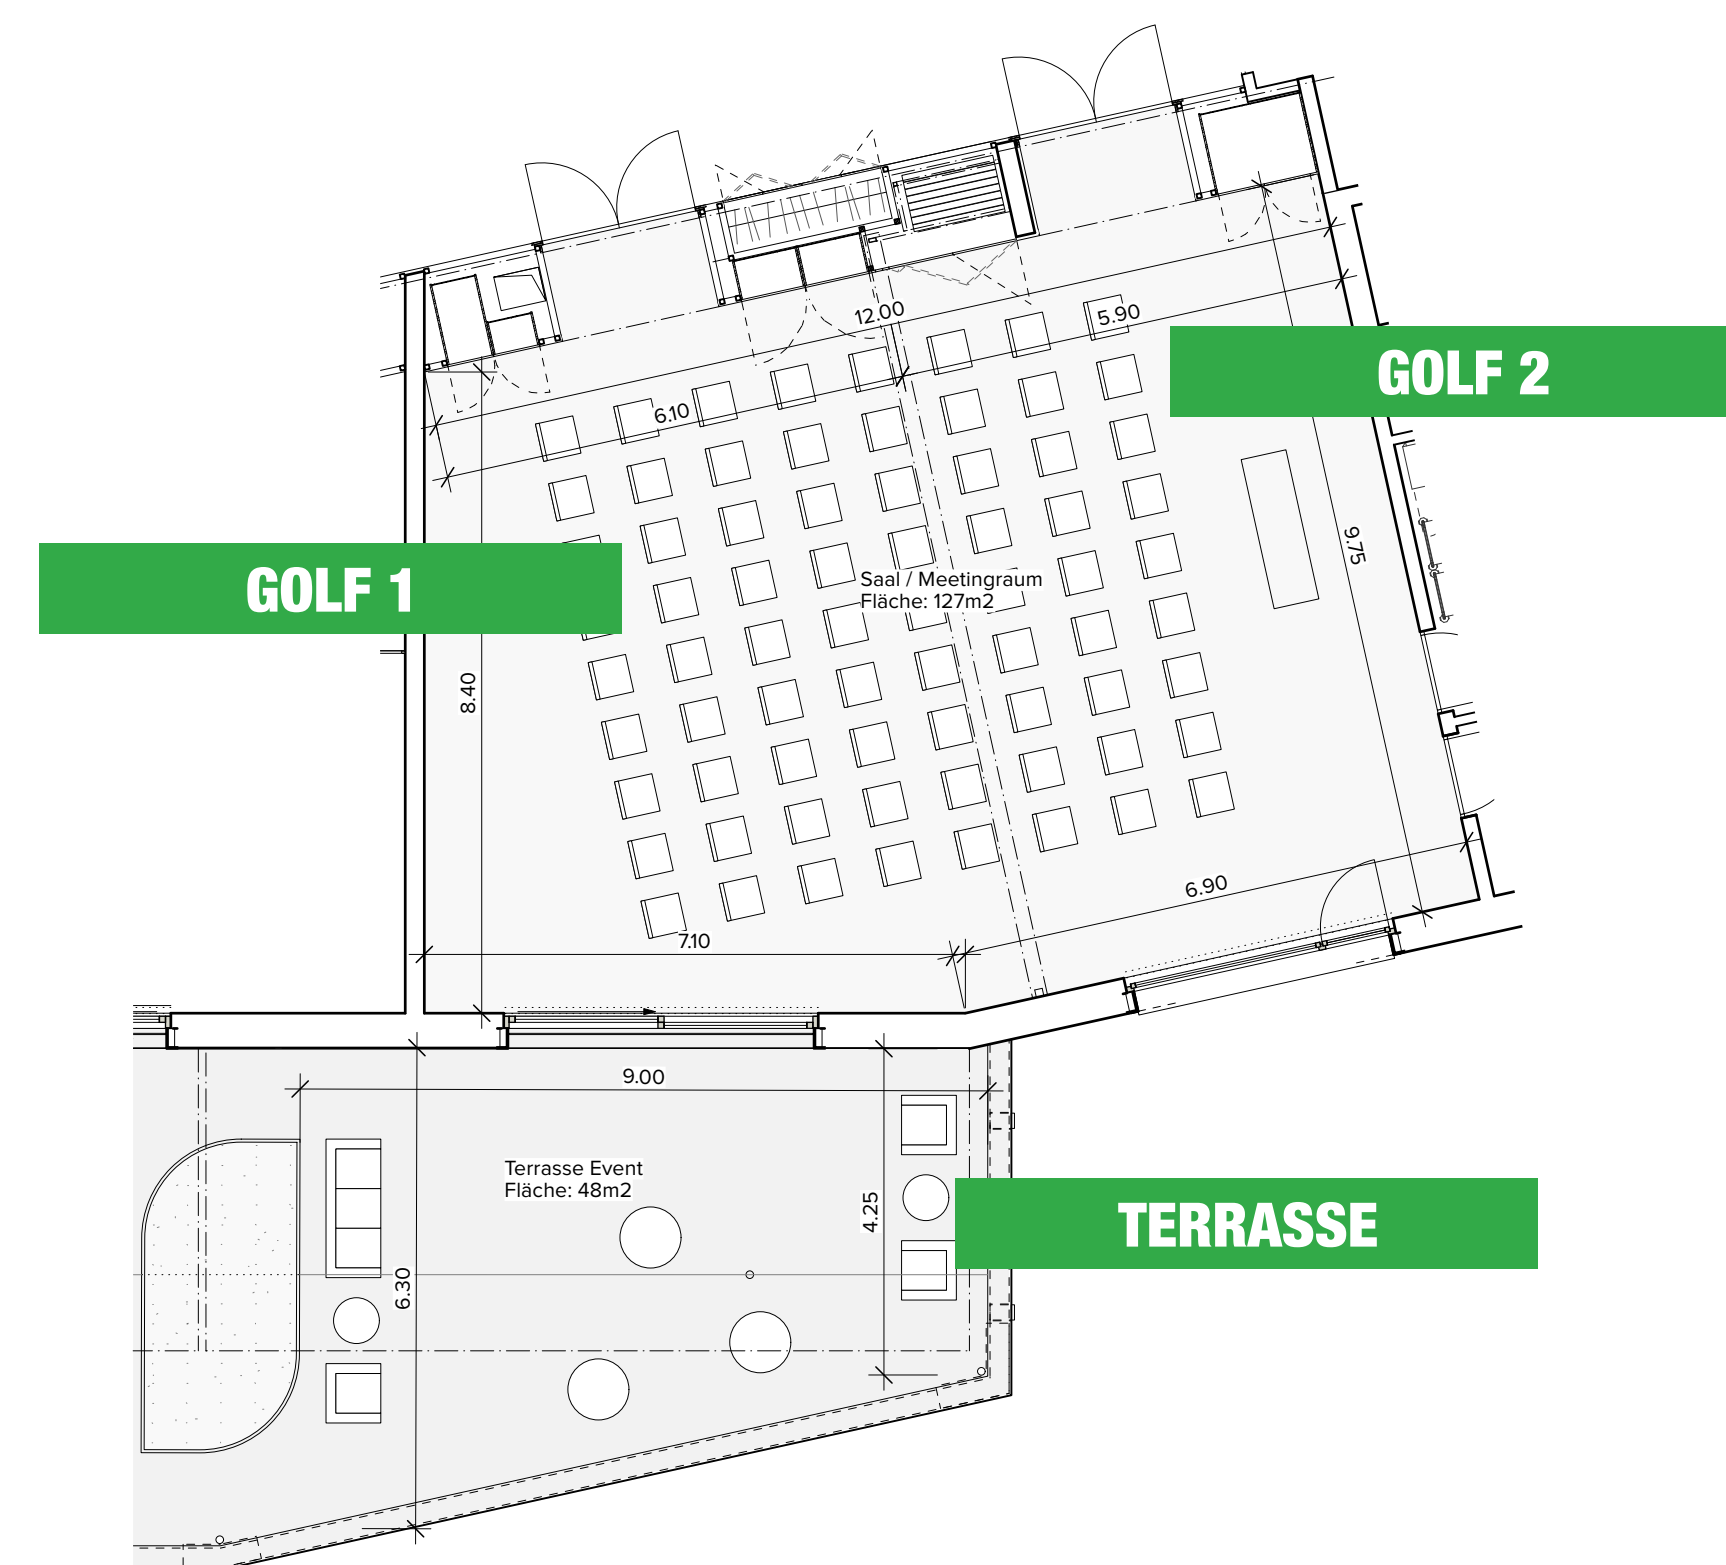 12.00
5.90
GOLF 2
6.10
9.75
GOLF 1
Saal / Meetingraum
Fläche: 127m2
8.40
6.90
7.10
9.00
Terrasse Event
Fläche: 48m2
4.25
TERRASSE
6.30